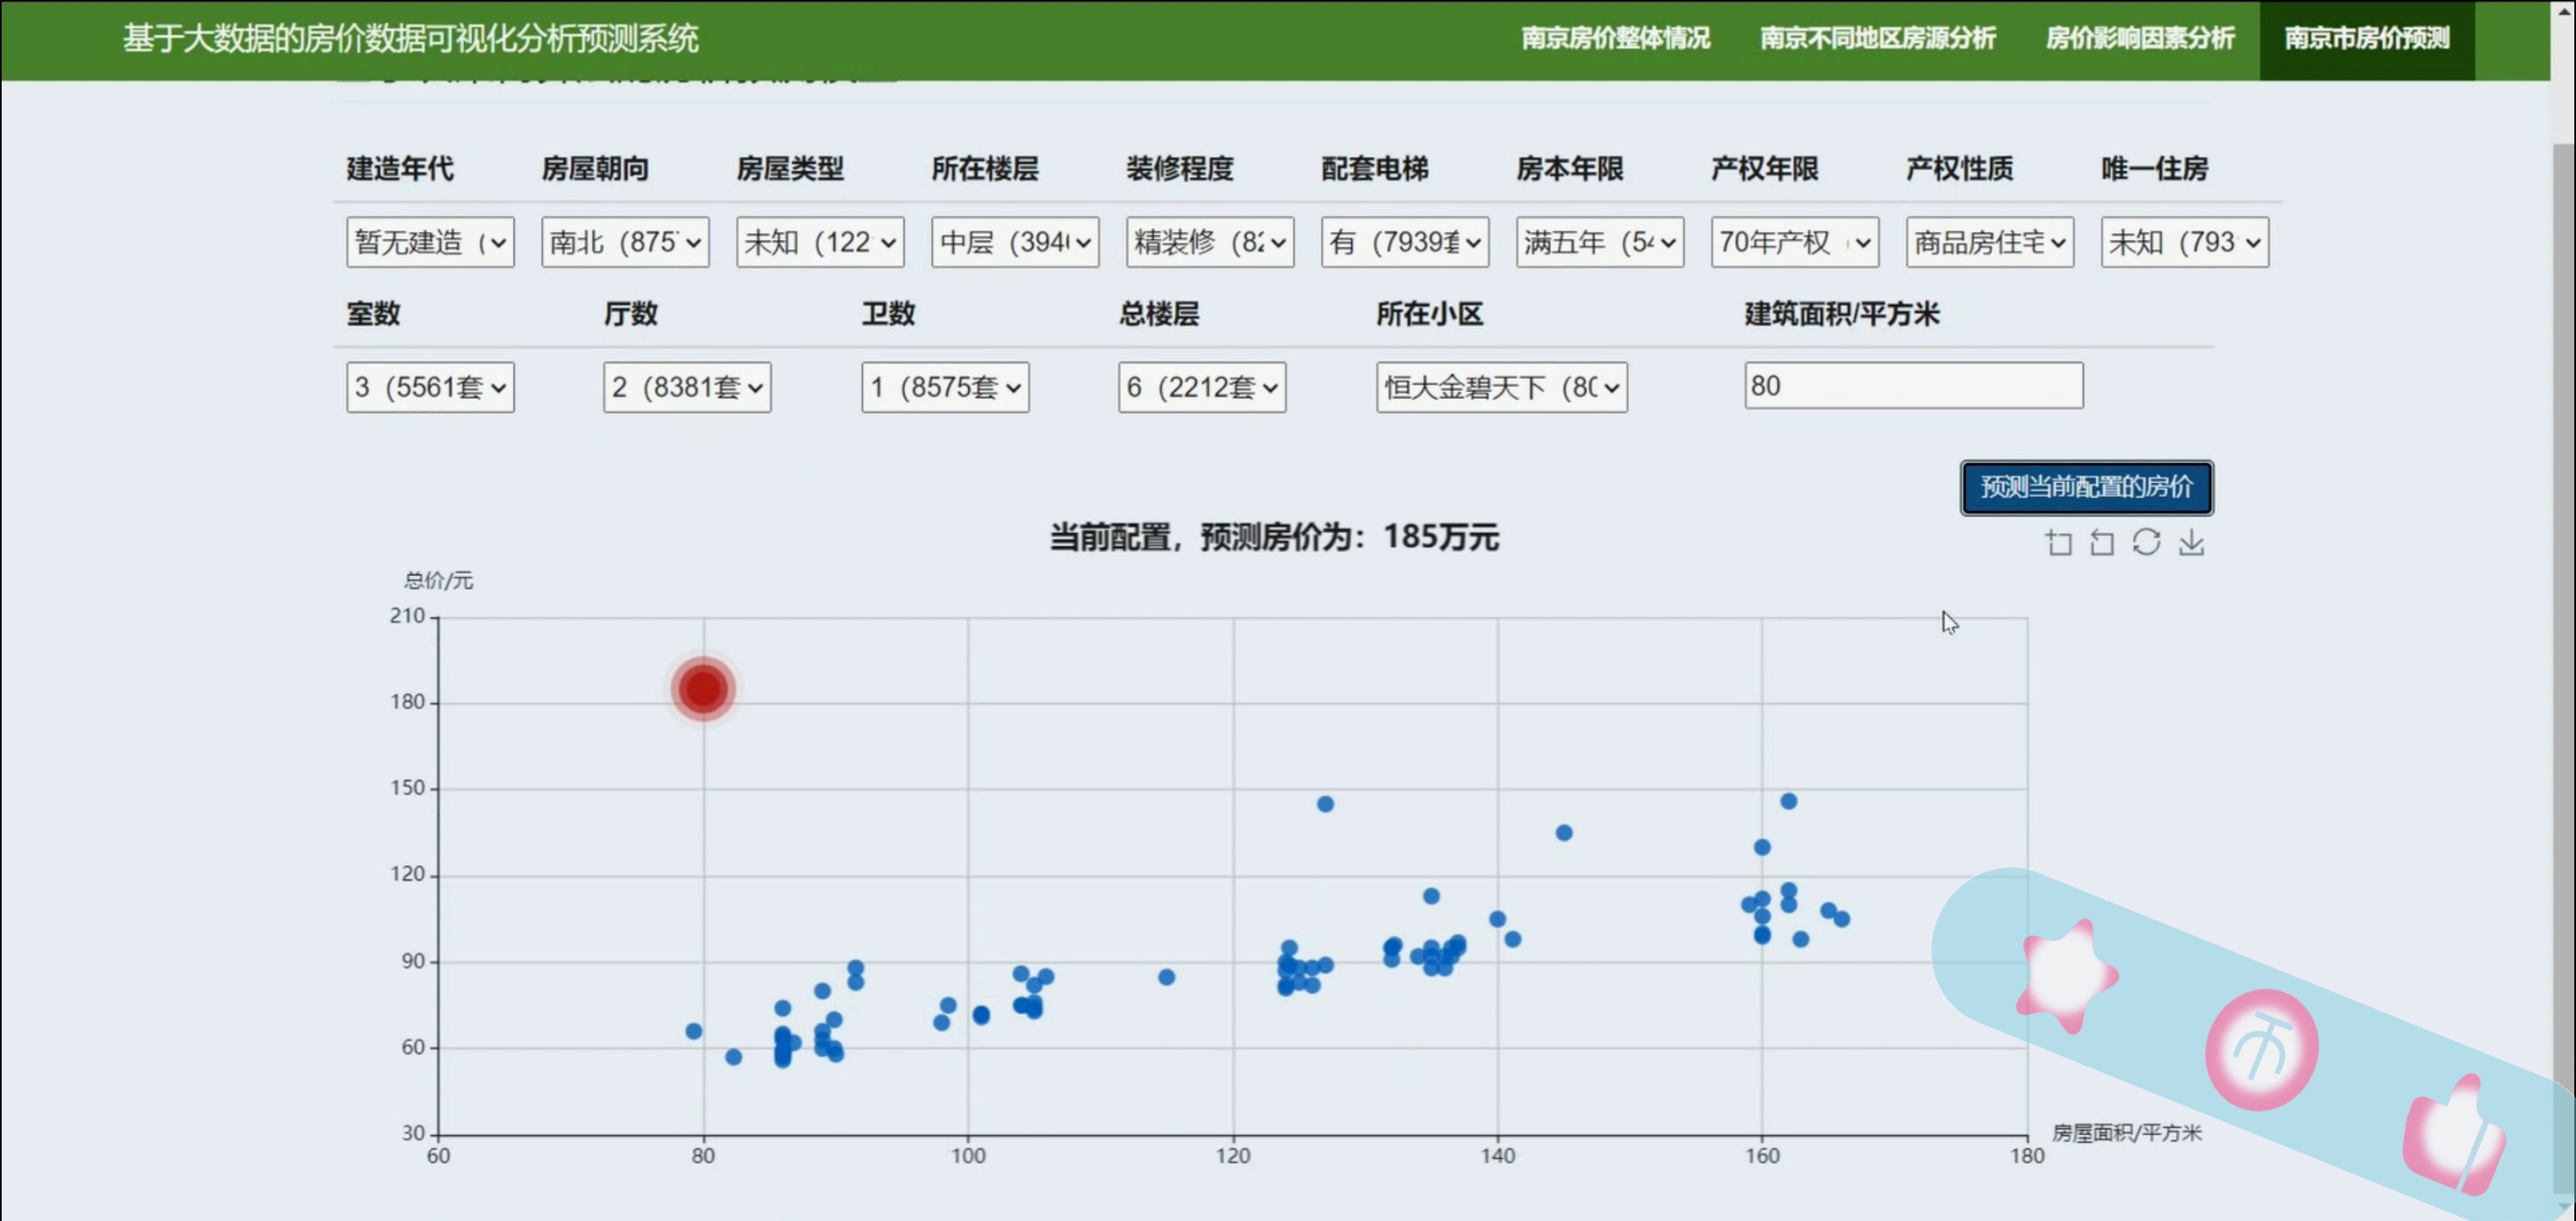 基于大数据的房价数据可视化分析预测系统
南京房价整体情况 南京不同地区房源分析 房价影响因素分析 南京市房价预测
建造年代 房屋朝向 房屋类型 所在楼层 装修程度 配套电梯 房本年限 产权年限 产权性质 唯一住房
暂无建造 ( 南北 (875 未知 (122 中层 (394 精装修 (82 有 (7939套 满五年 (54 70年产权 商品房住宅 未知 (793
室数 厅数 卫数 总楼层 所在小区 建筑面积/平方米
3 (5561套 2 (8381套 1 (8575套 6 (2212套 恒大金碧天下 (80 80
预测当前配置的房价
当前配置，预测房价为：185万元
总价/元
210
180
150
120
90
60
30
60 80 100 120 140 160 180
房屋面积/平方米